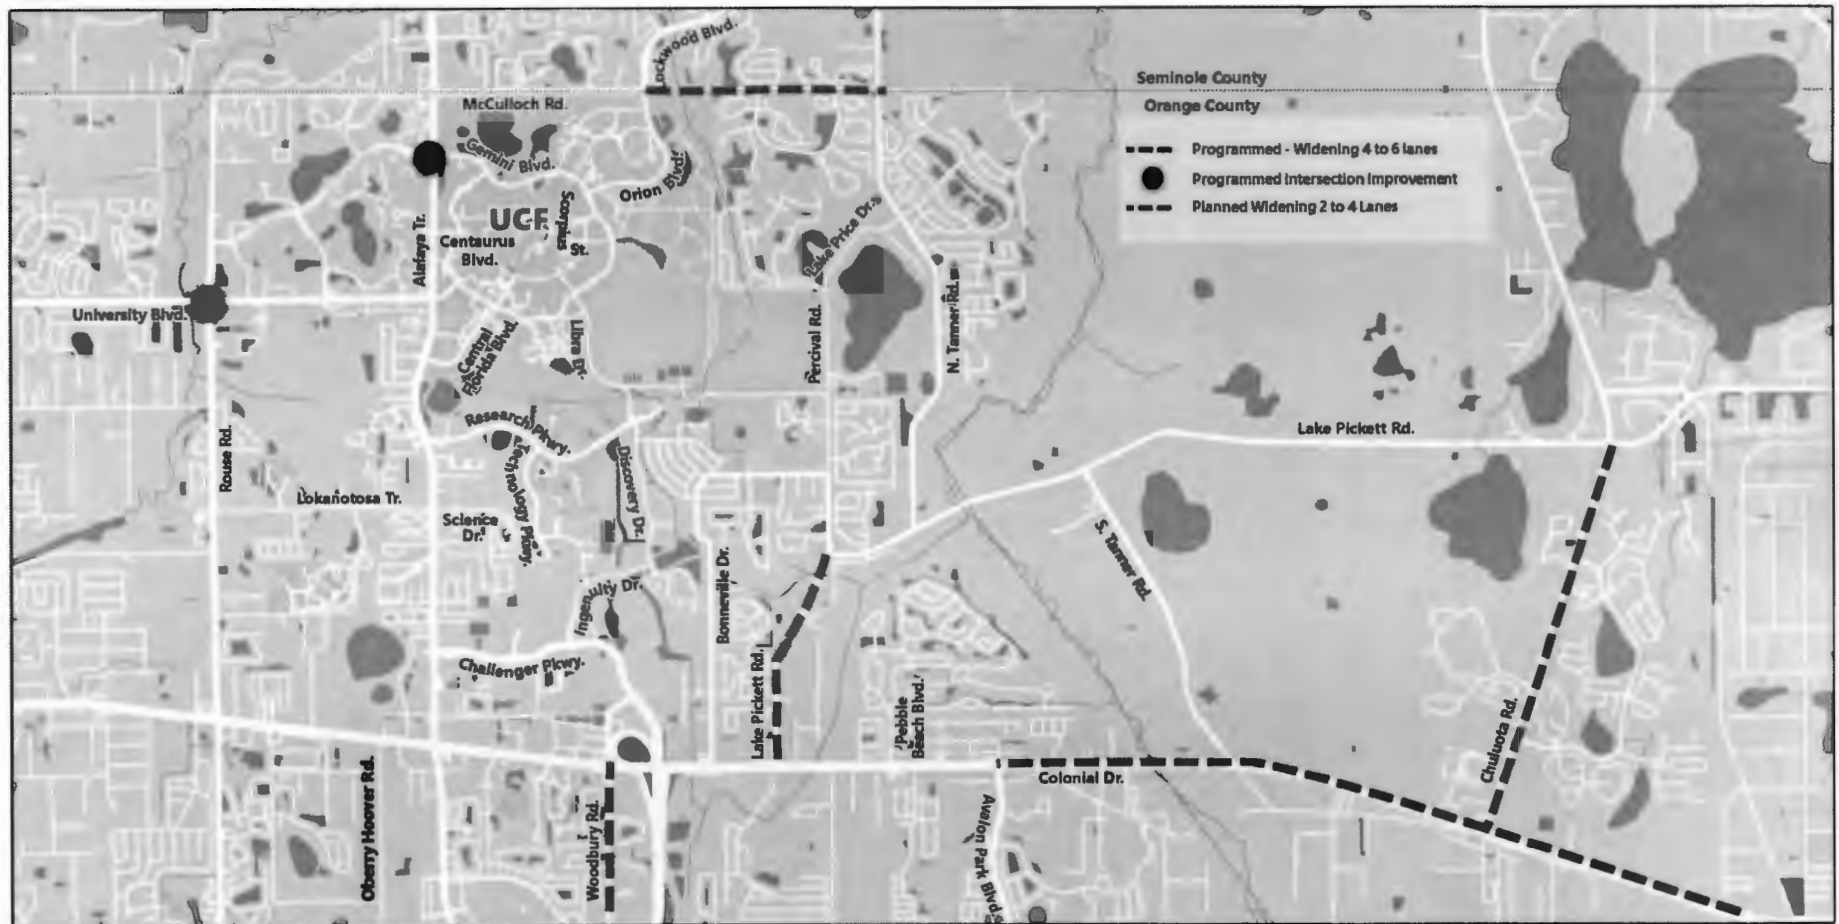 Lockwood Blvd.
Seminole County
McCulloch Rd.
Orange County
Programmed - Widening 4 to 6 lanes
Gemini Blvd.
Programmed Intersection Improvement
Orion Blvd.
Planned Widening 2 to 4 Lanes
UCF
Scorpius
St.
Alafaya Tr.
Centaurus
Blvd.
Lake Price Dr.
University Blvd.
Central
Florida Blvd.
Libra Dr.
Percival Rd.
N. Tanner Rd.
Research Pkwy.
Lake Pickett Rd.
Rouse Rd.
Technology Pkwy.
Discovery Dr.
Lokanotosa Tr.
Science
Dr.
S. Tanner Rd.
Ingenuity Dr.
Bonneville Dr.
Challenger Pkwy.
Lake Pickett Rd.
Pebble
Beach Blvd.
Chuluota Rd.
Colonial Dr.
Oberry Hoover Rd.
Woodbury Rd.
Avalon Park Blvd.